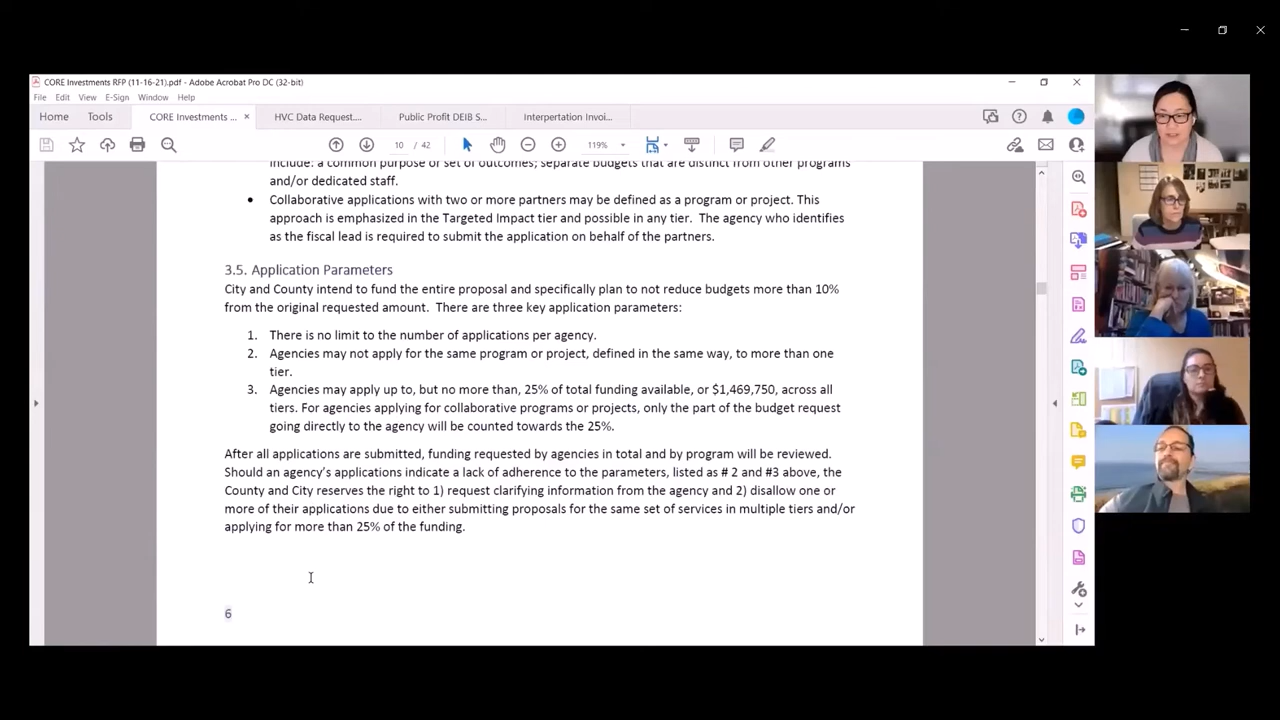 CORE Investments RFP (11-16-21).pdf - Adobe Acrobat Pro DC (32-bit)
File Edit View E-Sign Window Help
Home Tools CORE Investments ... × HVC Data Request.... Public Profit DEIB S... Interpertation Invoi...
10 / 42 119%
include: a common purpose or set of outcomes; separate budgets that are distinct from other programs
and/or dedicated staff.
• Collaborative applications with two or more partners may be defined as a program or project. This
approach is emphasized in the Targeted Impact tier and possible in any tier. The agency who identifies
as the fiscal lead is required to submit the application on behalf of the partners.
3.5. Application Parameters
City and County intend to fund the entire proposal and specifically plan to not reduce budgets more than 10%
from the original requested amount. There are three key application parameters:
1. There is no limit to the number of applications per agency.
2. Agencies may not apply for the same program or project, defined in the same way, to more than one
tier.
3. Agencies may apply up to, but no more than, 25% of total funding available, or $1,469,750, across all
tiers. For agencies applying for collaborative programs or projects, only the part of the budget request
going directly to the agency will be counted towards the 25%.
After all applications are submitted, funding requested by agencies in total and by program will be reviewed.
Should an agency's applications indicate a lack of adherence to the parameters, listed as # 2 and #3 above, the
County and City reserves the right to 1) request clarifying information from the agency and 2) disallow one or
more of their applications due to either submitting proposals for the same set of services in multiple tiers and/or
applying for more than 25% of the funding.
6